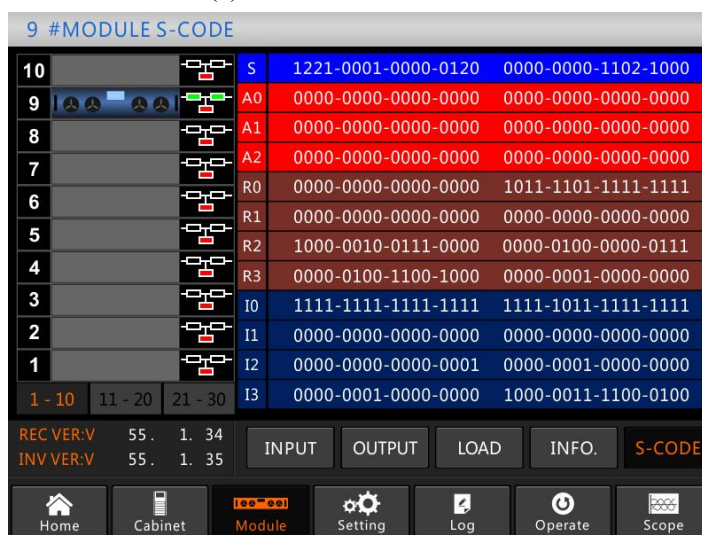 9 #MODULE S-CODE
10
9
8
7
6
5
4
3
2
1
1 - 10 11 - 20 21 - 30
S 1221-0001-0000-0120 0000-0000-1102-1000
A0 0000-0000-0000-0000 0000-0000-0000-0000
A1 0000-0000-0000-0000 0000-0000-0000-0000
A2 0000-0000-0000-0000 0000-0000-0000-0000
R0 0000-0000-0000-0000 1011-1101-1111-1111
R1 0000-0000-0000-0000 0000-0000-0000-0000
R2 1000-0010-0111-0000 0000-0100-0000-0111
R3 0000-0100-1100-1000 0000-0001-0000-0000
I0 1111-1111-1111-1111 1111-1011-1111-1111
I1 0000-0000-0000-0000 0000-0000-0000-0000
I2 0000-0000-0000-0001 0000-0001-0000-0000
I3 0000-0001-0000-0000 1000-0011-1100-0100
REC VER:V 55. 1. 34
INV VER:V 55. 1. 35
INPUT OUTPUT LOAD INFO. S-CODE
Home Cabinet Module Setting Log Operate Scope